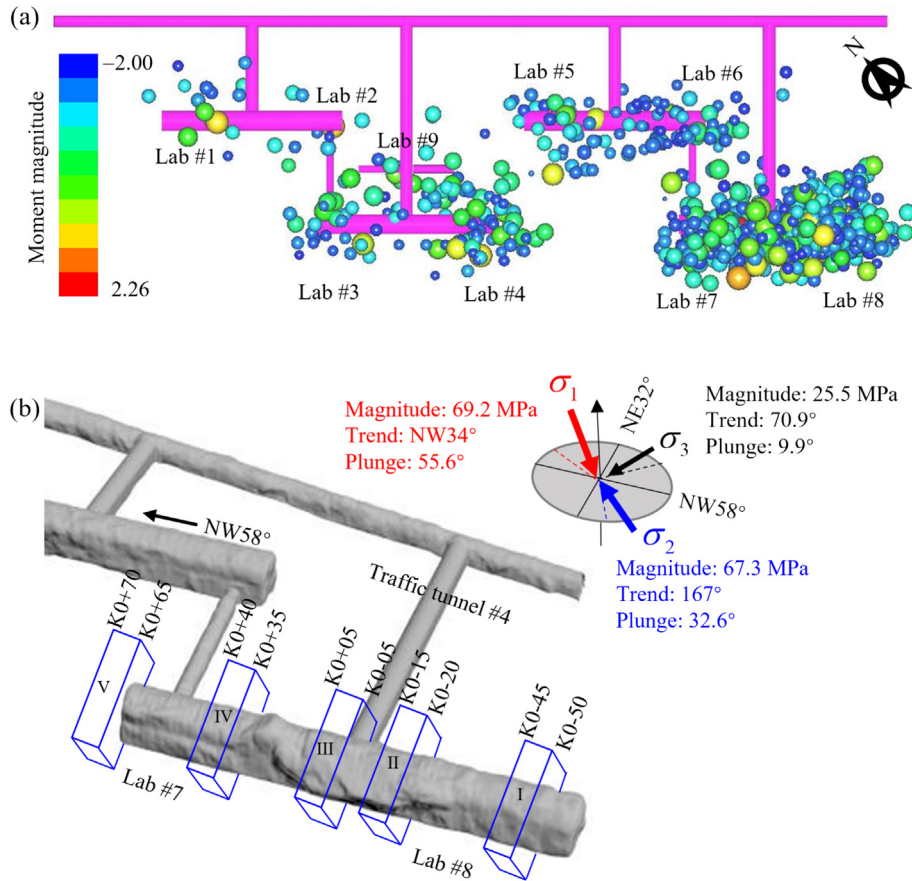 (a)
N
−2.00
Moment magnitude
2.26
Lab #1
Lab #2
Lab #9
Lab #3
Lab #4
Lab #5
Lab #6
Lab #7
Lab #8
(b)
σ1
Magnitude: 69.2 MPa
Trend: NW34°
Plunge: 55.6°
NE32°
Magnitude: 25.5 MPa
Trend: 70.9°
Plunge: 9.9°
σ3
NW58°
σ2
Magnitude: 67.3 MPa
Trend: 167°
Plunge: 32.6°
NW58°
Traffic tunnel #4
K0+70
K0+65
K0+40
K0+35
K0+05
K0-05
K0-15
K0-20
K0-45
K0-50
V
IV
III
II
I
Lab #7
Lab #8